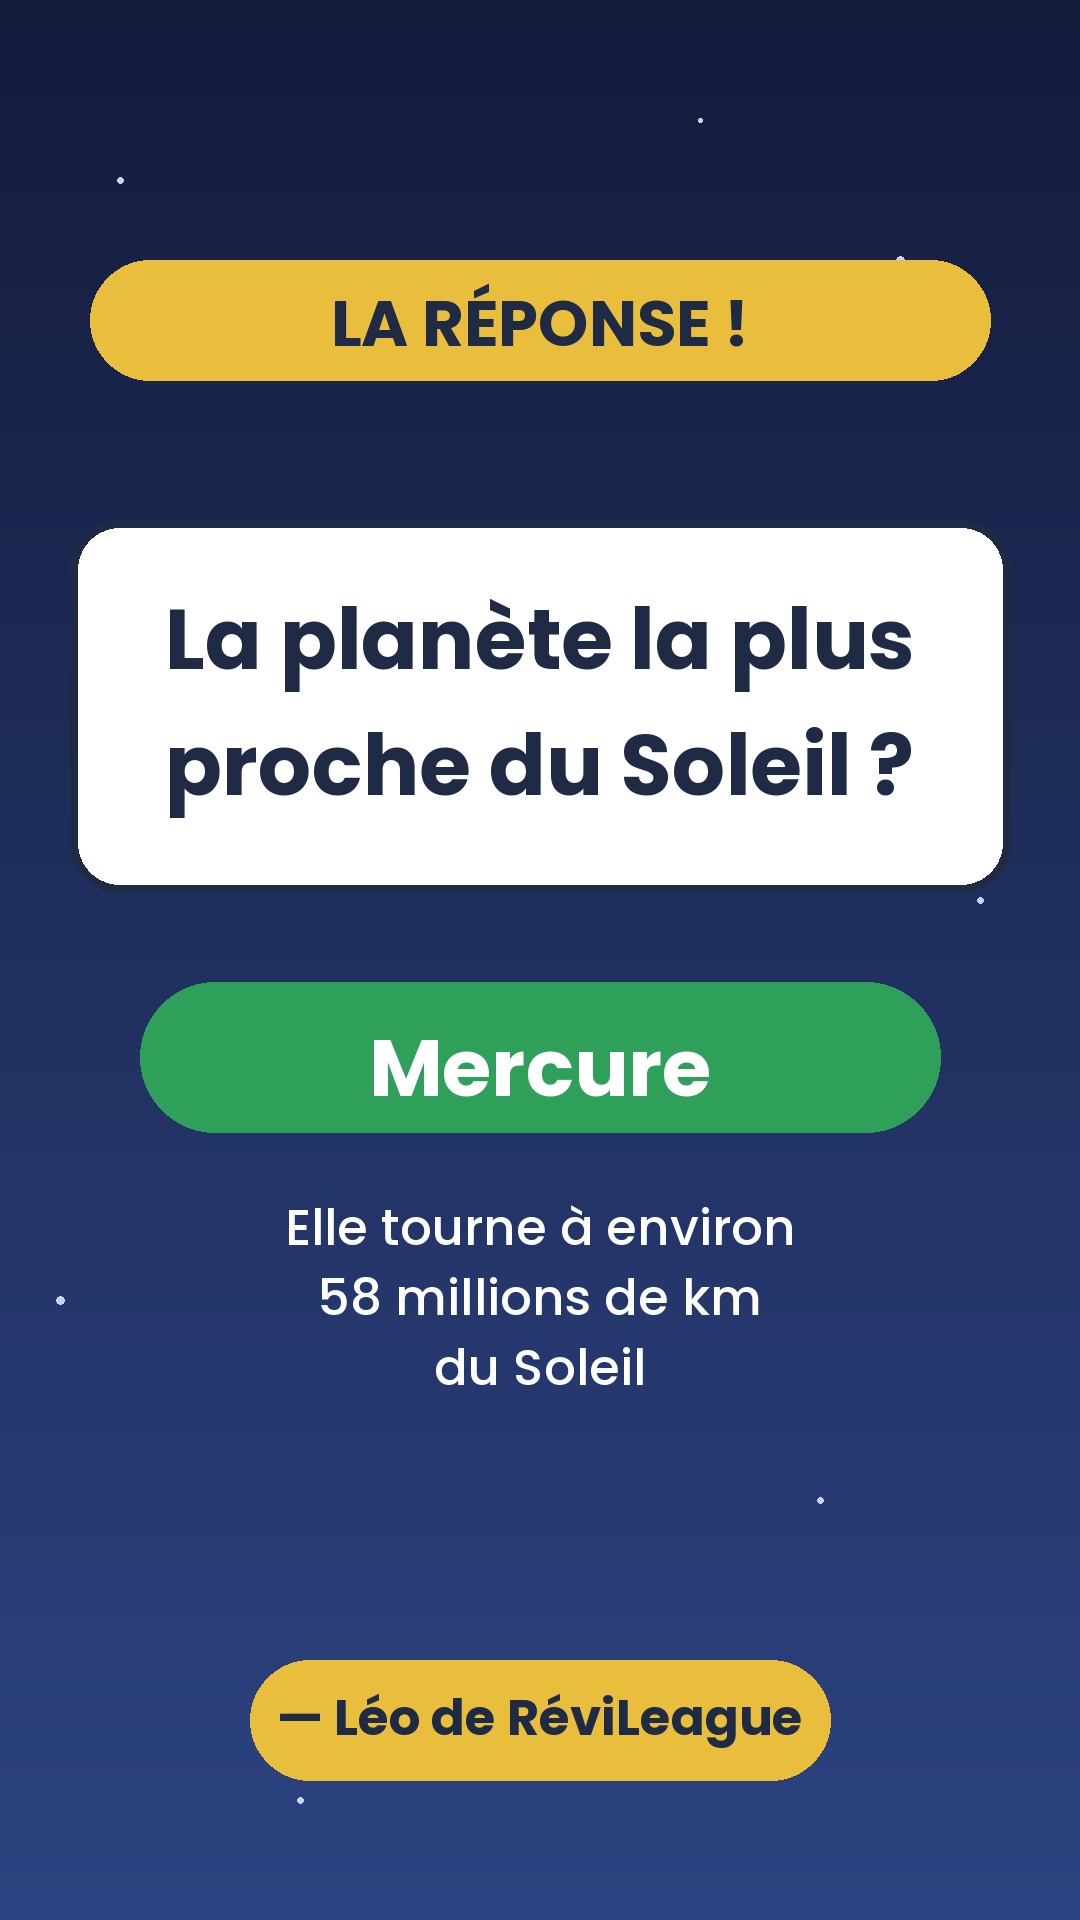 LA RÉPONSE !
La planète la plus
proche du Soleil ?
Mercure
Elle tourne à environ
58 millions de km
du Soleil
— Léo de RéviLeague